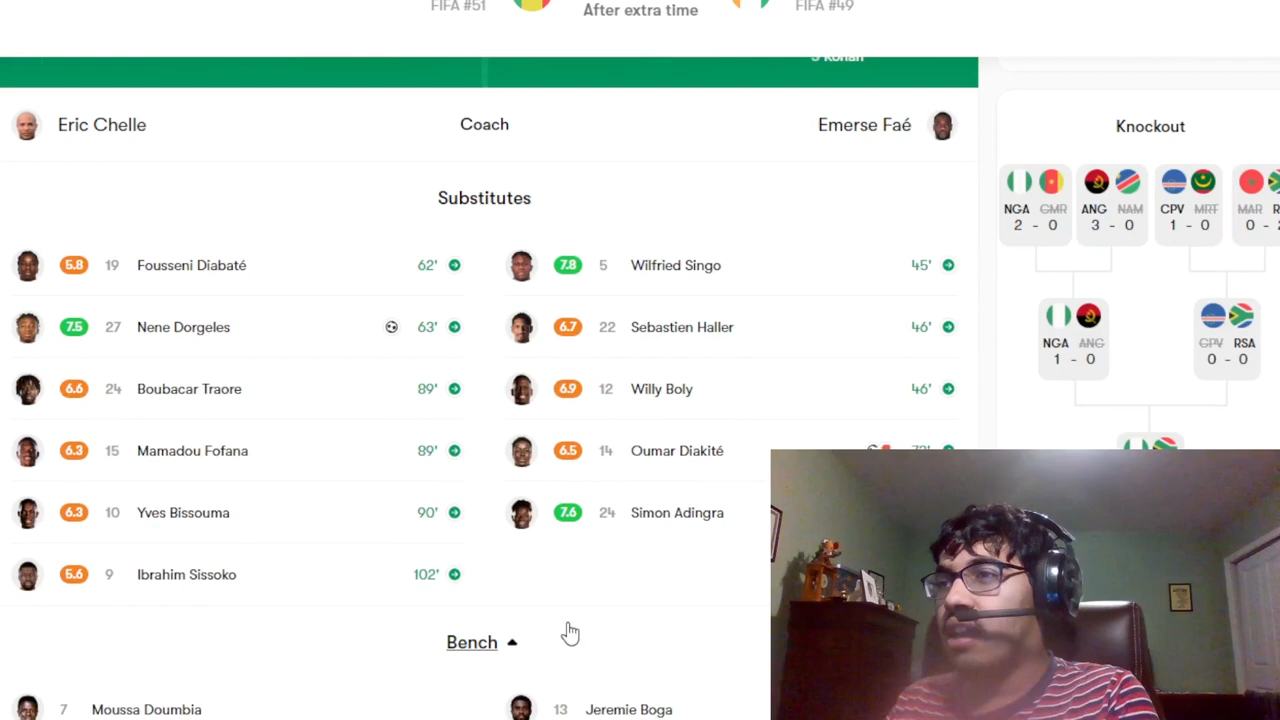 FIFA #51 After extra time FIFA #49
Eric Chelle Coach Emerse Faé
Knockout
Substitutes
NGA CMR 2 - 0
ANG NAM 3 - 0
CPV MRT 1 - 0
MAR 0 - 2
5.8 19 Fousseni Diabaté 62'
7.8 5 Wilfried Singo 45'
7.5 27 Nene Dorgeles 63'
6.7 22 Sebastien Haller 46'
NGA ANG 1 - 0
CPV RSA 0 - 0
6.6 24 Boubacar Traore 89'
6.9 12 Willy Boly 46'
6.3 15 Mamadou Fofana 89'
6.5 14 Oumar Diakité
6.3 10 Yves Bissouma 90'
7.6 24 Simon Adingra
5.6 9 Ibrahim Sissoko 102'
Bench
7 Moussa Doumbia
13 Jeremie Boga